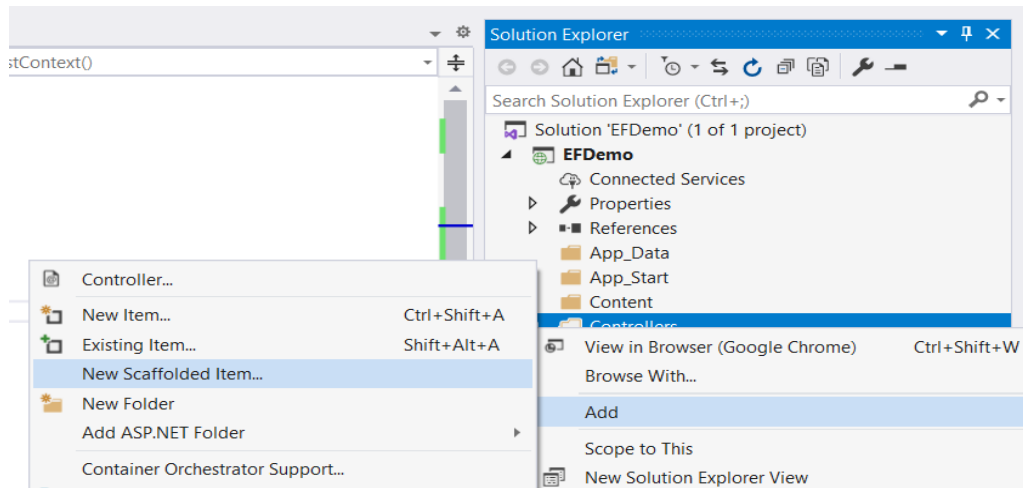 stContext()
Solution Explorer
Search Solution Explorer (Ctrl+;)
Solution 'EFDemo' (1 of 1 project)
EFDemo
Connected Services
Properties
References
App_Data
App_Start
Content
Controllers
Controller...
New Item... Ctrl+Shift+A
Existing Item... Shift+Alt+A
New Scaffolded Item...
New Folder
Add ASP.NET Folder
Container Orchestrator Support...
View in Browser (Google Chrome) Ctrl+Shift+W
Browse With...
Add
Scope to This
New Solution Explorer View